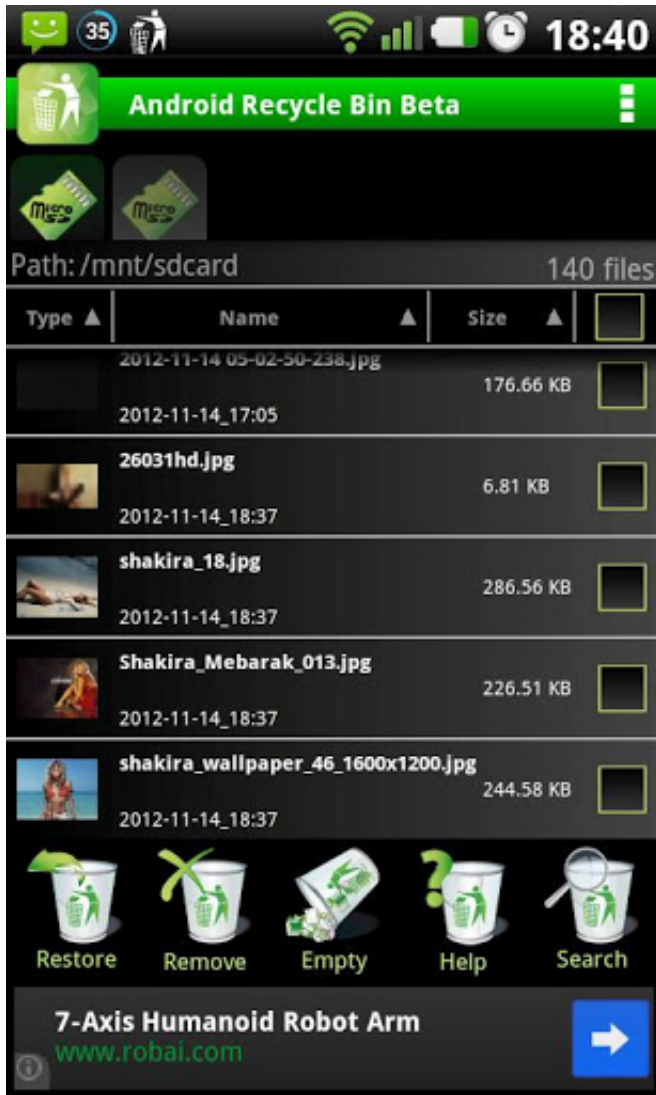 35
18:40
Android Recycle Bin Beta
Micro
SD
Micro
SD
Path:/mnt/sdcard 140 files
Type ▲ Name ▲ Size ▲
2012-11-14 05-02-50-238.jpg
176.66 KB
2012-11-14_17:05
26031hd.jpg
6.81 KB
2012-11-14_18:37
shakira_18.jpg
286.56 KB
2012-11-14_18:37
Shakira_Mebarak_013.jpg
226.51 KB
2012-11-14_18:37
shakira_wallpaper_46_1600x1200.jpg
244.58 KB
2012-11-14_18:37
Restore Remove Empty Help Search
7-Axis Humanoid Robot Arm
www.robai.com